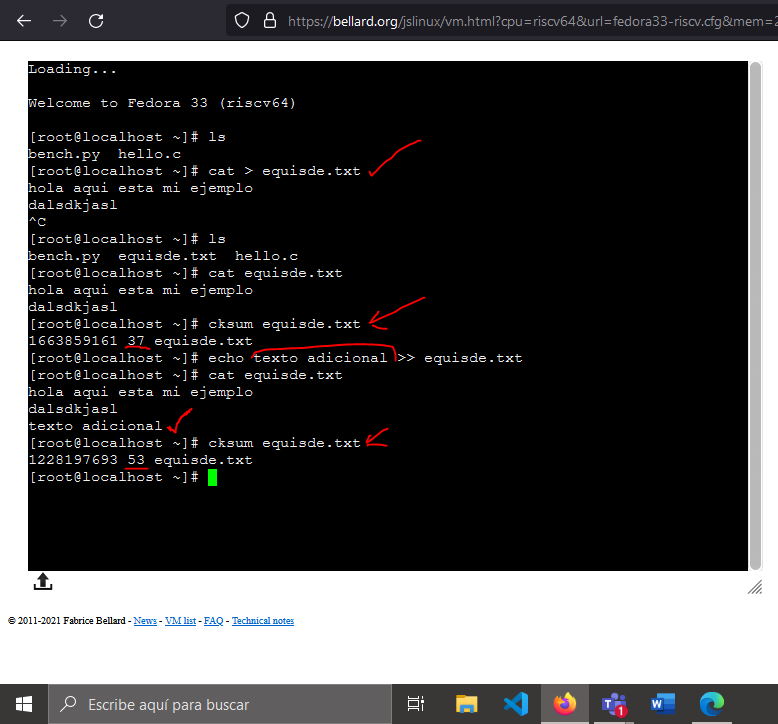 https://bellard.org/jslinux/vm.html?cpu=riscv64&url=fedora33-riscv.cfg&mem=2
Loading...
Welcome to Fedora 33 (riscv64)
[root@localhost ~]# ls
bench.py  hello.c
[root@localhost ~]# cat > equisde.txt
hola aqui esta mi ejemplo
dalsdkjasl
^C
[root@localhost ~]# ls
bench.py  equisde.txt  hello.c
[root@localhost ~]# cat equisde.txt
hola aqui esta mi ejemplo
dalsdkjasl
[root@localhost ~]# cksum equisde.txt
1663859161 37 equisde.txt
[root@localhost ~]# echo texto adicional >> equisde.txt
[root@localhost ~]# cat equisde.txt
hola aqui esta mi ejemplo
dalsdkjasl
texto adicional
[root@localhost ~]# cksum equisde.txt
1228197693 53 equisde.txt
[root@localhost ~]#
© 2011-2021 Fabrice Bellard - News - VM list - FAQ - Technical notes
Escribe aquí para buscar
1